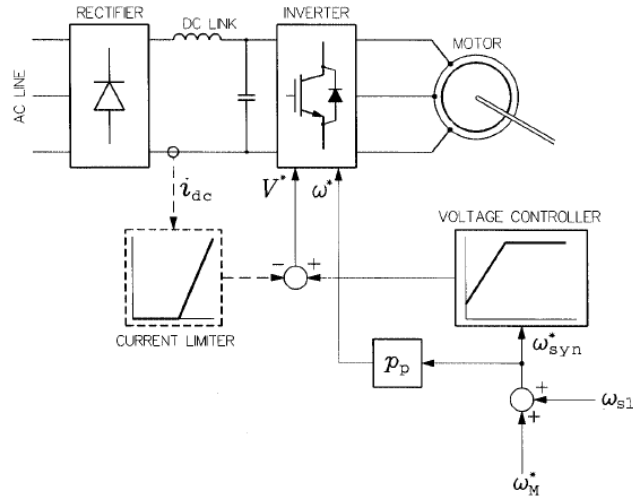 RECTIFIER
DC LINK
INVERTER
MOTOR
AC LINE
i_dc
V*
ω*
VOLTAGE CONTROLLER
−
+
CURRENT LIMITER
p_p
ω*_syn
+
ω_sl
+
ω*_M